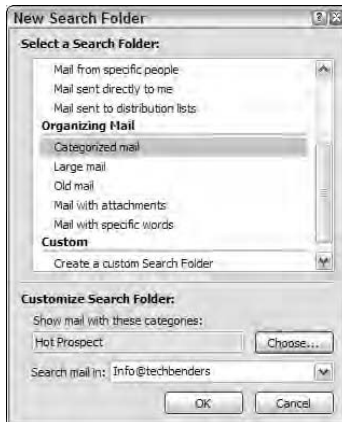 New Search Folder
Select a Search Folder:
Mail from specific people
Mail sent directly to me
Mail sent to distribution lists
Organizing Mail
Categorized mail
Large mail
Old mail
Mail with attachments
Mail with specific words
Custom
Create a custom Search Folder
Customize Search Folder:
Show mail with these categories:
Hot Prospect Choose...
Search mail in: Info@techbenders
OK Cancel